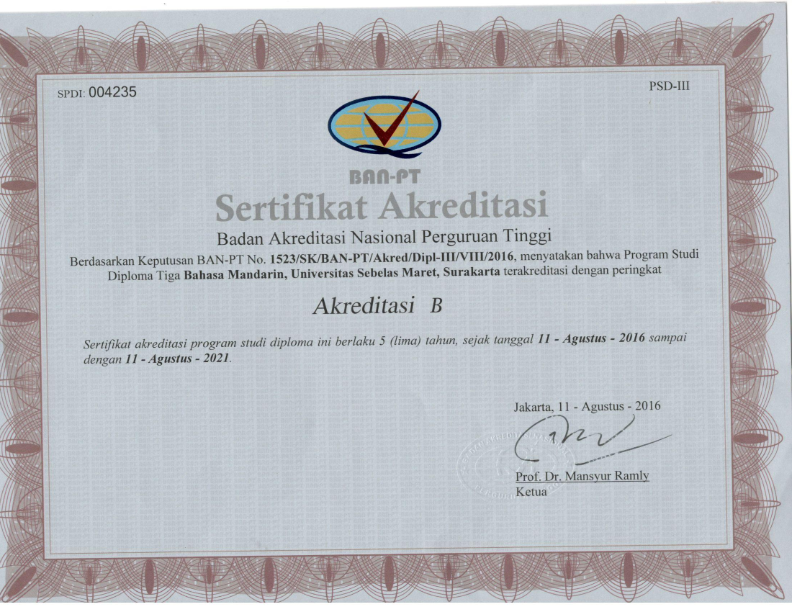 SPDI: 004235
PSD-III
BAN-PT
Sertifikat Akreditasi
Badan Akreditasi Nasional Perguruan Tinggi
Berdasarkan Keputusan BAN-PT No. 1523/SK/BAN-PT/Akred/Dipl-III/VIII/2016, menyatakan bahwa Program Studi
Diploma Tiga Bahasa Mandarin, Universitas Sebelas Maret, Surakarta terakreditasi dengan peringkat
Akreditasi B
Sertifikat akreditasi program studi diploma ini berlaku 5 (lima) tahun, sejak tanggal 11 - Agustus - 2016 sampai
dengan 11 - Agustus - 2021.
Jakarta, 11 - Agustus - 2016
Prof. Dr. Mansyur Ramly
Ketua